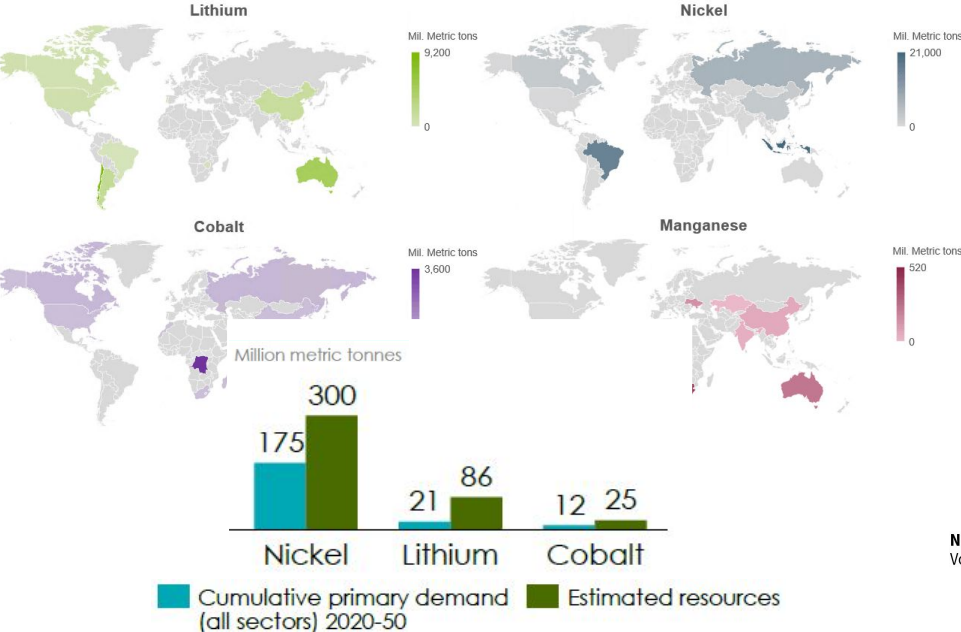 Lithium
Mil. Metric tons
9,200
0
Nickel
Mil. Metric tons
21,000
0
Cobalt
Mil. Metric tons
3,600
Manganese
Mil. Metric tons
520
0
Million metric tonnes
175 300
21 86
12 25
Nickel Lithium Cobalt
Cumulative primary demand
(all sectors) 2020-50
Estimated resources
N
Vo